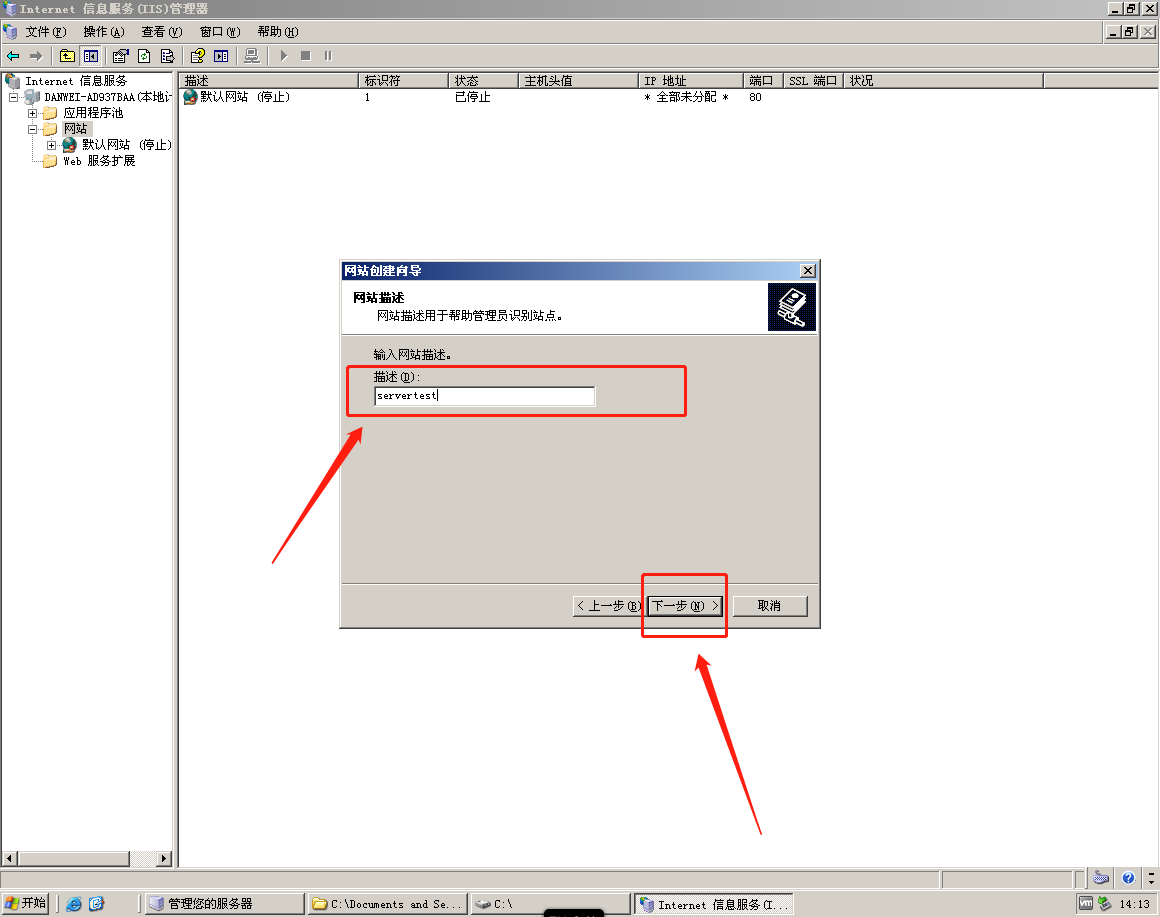 Internet 信息服务(IIS)管理器
文件(F) 操作(A) 查看(V) 窗口(W) 帮助(H)
Internet 信息服务
DANWEI-AD937BAA(本地计
应用程序池
网站
默认网站 (停止)
Web 服务扩展
描述 标识符 状态 主机头值 IP 地址 端口 SSL 端口 状况
默认网站 (停止) 1 已停止 * 全部未分配 * 80
网站创建向导
网站描述
网站描述用于帮助管理员识别站点。
输入网站描述。
描述(D):
servertest
< 上一步(B) 下一步(N) > 取消
开始 管理您的服务器 C:\Documents and Se... C:\ Internet 信息服务(I... vm 14:13